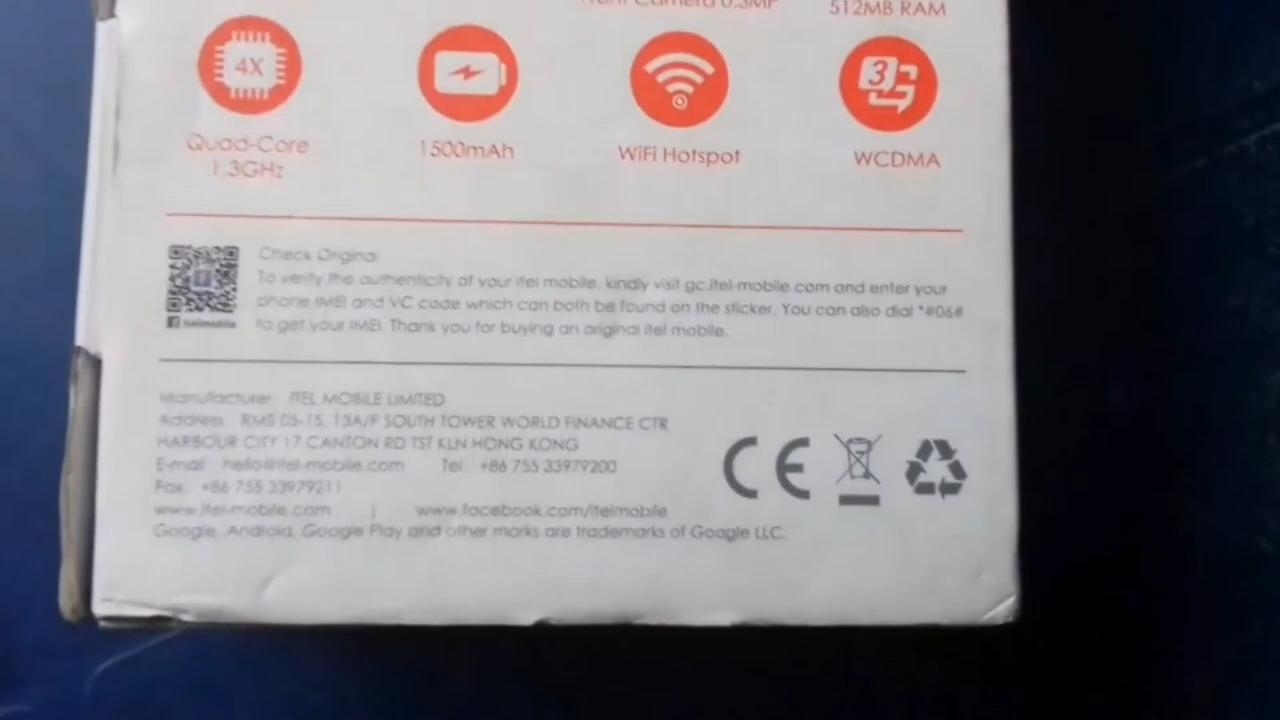 Front Camera 0.3MP
512MB RAM
4X
3
Quad-Core
1.3GHz
1500mAh
WiFi Hotspot
WCDMA
Check Original
To verify the authenticity of your itel mobile, kindly visit gc.itel-mobile.com and enter your
phone IMEI and VC code which can both be found on the sticker. You can also dial *#06#
to get your IMEI. Thank you for buying an original itel mobile.
f itelmobile
Manufacturer: ITEL MOBILE LIMITED
Address: RMS 05-15, 13A/F SOUTH TOWER WORLD FINANCE CTR
HARBOUR CITY 17 CANTON RD TST KLN HONG KONG
E-mail: hello@itel-mobile.com Tel: +86 755 33979200
Fax: +86 755 33979211
www.itel-mobile.com | www.facebook.com/itelmobile
Google, Android, Google Play and other marks are trademarks of Google LLC.
CE